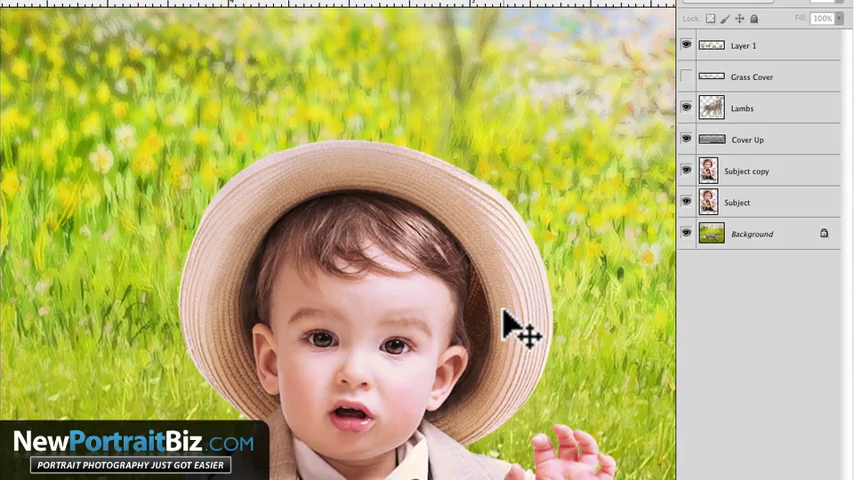 Lock:
Fill: 100%
Layer 1
Grass Cover
Lambs
Cover Up
Subject copy
Subject
Background
NewPortraitBiz.COM
PORTRAIT PHOTOGRAPHY JUST GOT EASIER